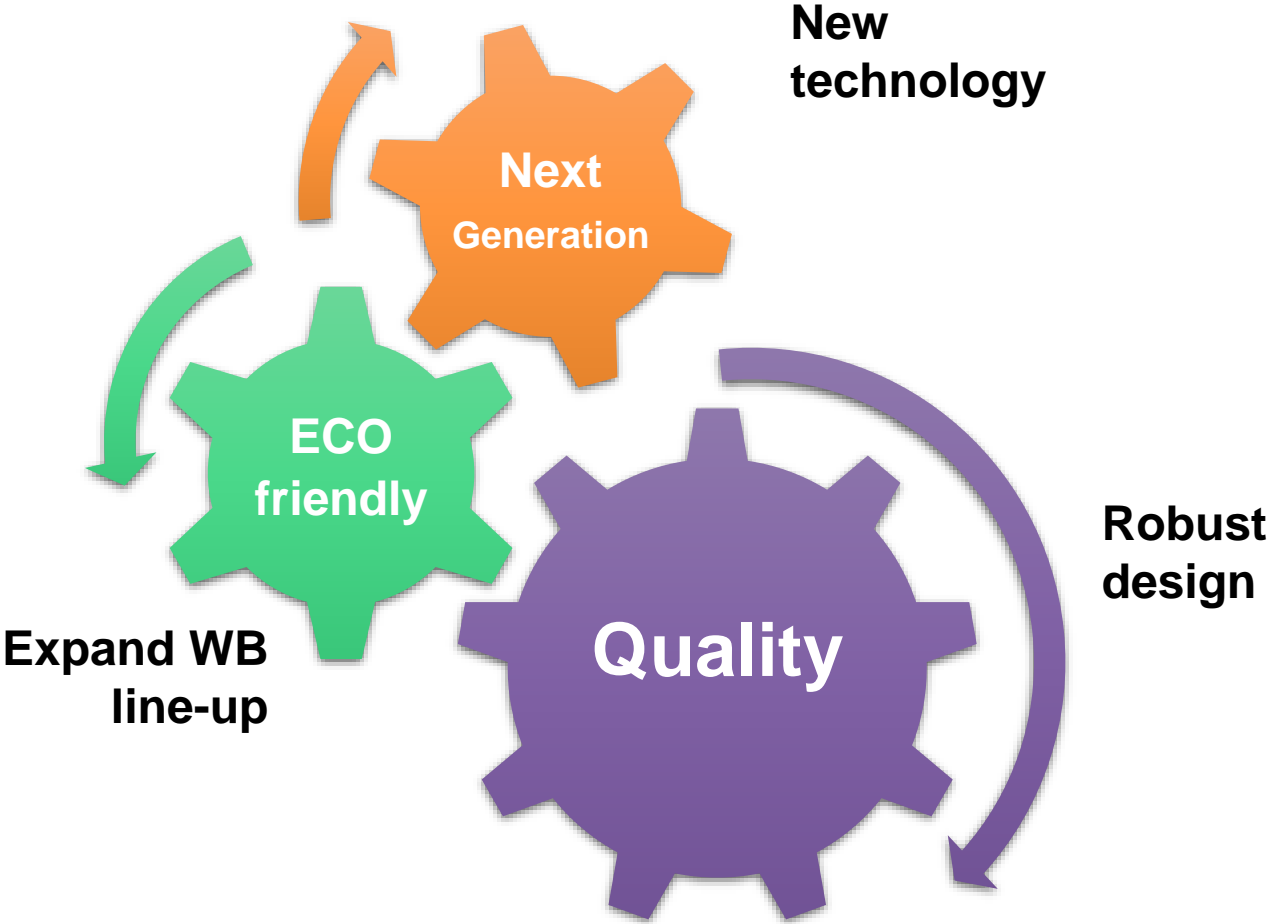 New
technology
Next
Generation
ECO
friendly
Robust
design
Quality
Expand WB
line-up